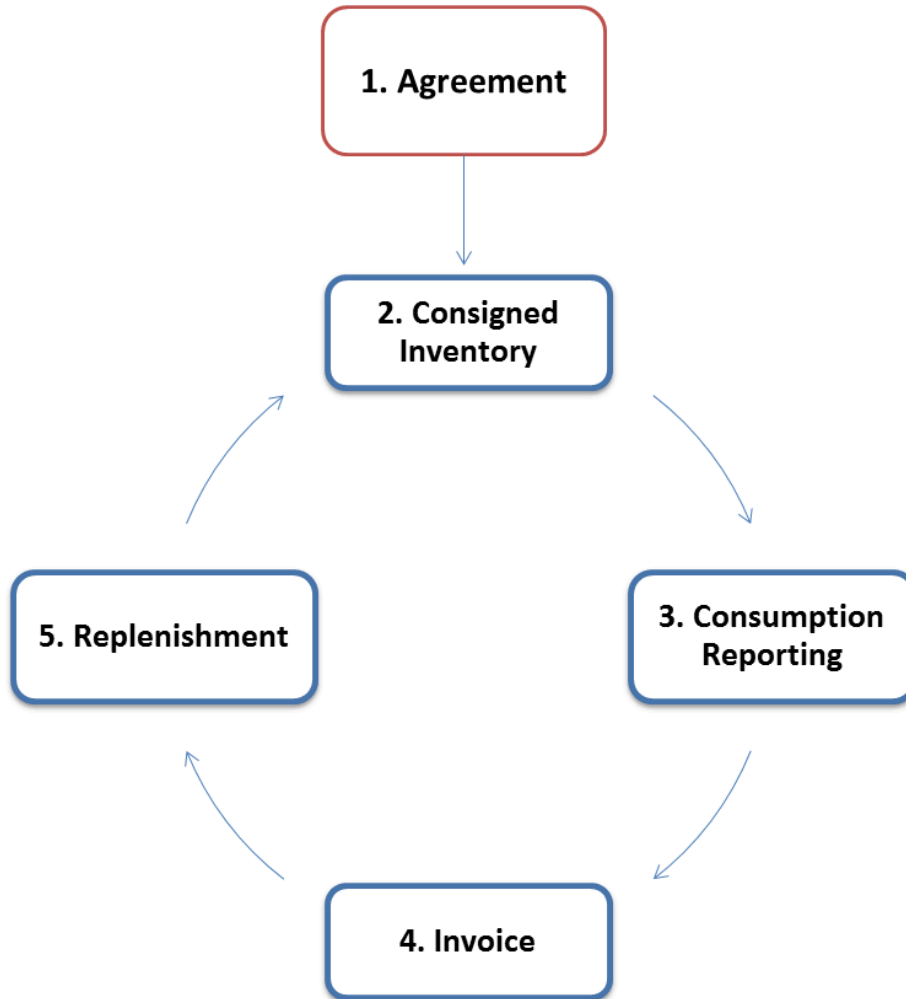 1. Agreement
2. Consigned
Inventory
3. Consumption
Reporting
5. Replenishment
4. Invoice